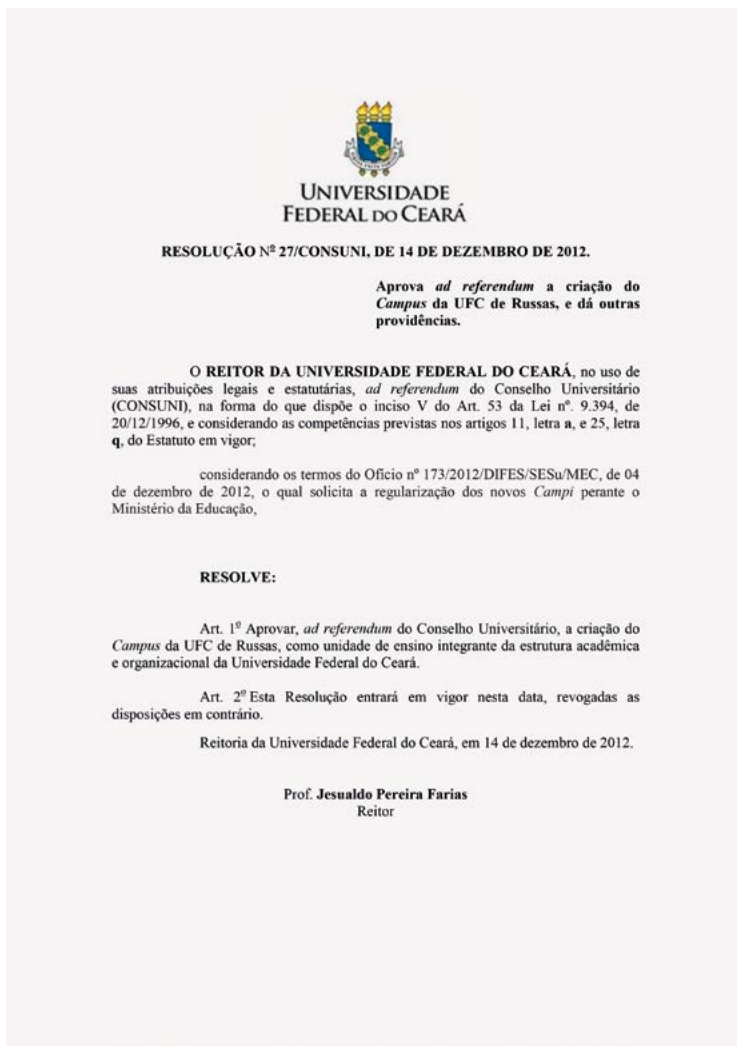 UNIVERSIDADE
FEDERAL DO CEARÁ
RESOLUÇÃO Nº 27/CONSUNI, DE 14 DE DEZEMBRO DE 2012.
Aprova ad referendum a criação do
Campus da UFC de Russas, e dá outras
providências.
O REITOR DA UNIVERSIDADE FEDERAL DO CEARÁ, no uso de
suas atribuições legais e estatutárias, ad referendum do Conselho Universitário
(CONSUNI), na forma do que dispõe o inciso V do Art. 53 da Lei nº. 9.394, de
20/12/1996, e considerando as competências previstas nos artigos 11, letra a, e 25, letra
q, do Estatuto em vigor;
considerando os termos do Ofício nº 173/2012/DIFES/SESu/MEC, de 04
de dezembro de 2012, o qual solicita a regularização dos novos Campi perante o
Ministério da Educação,
RESOLVE:
Art. 1º Aprovar, ad referendum do Conselho Universitário, a criação do
Campus da UFC de Russas, como unidade de ensino integrante da estrutura acadêmica
e organizacional da Universidade Federal do Ceará.
Art. 2º Esta Resolução entrará em vigor nesta data, revogadas as
disposições em contrário.
Reitoria da Universidade Federal do Ceará, em 14 de dezembro de 2012.
Prof. Jesualdo Pereira Farias
Reitor